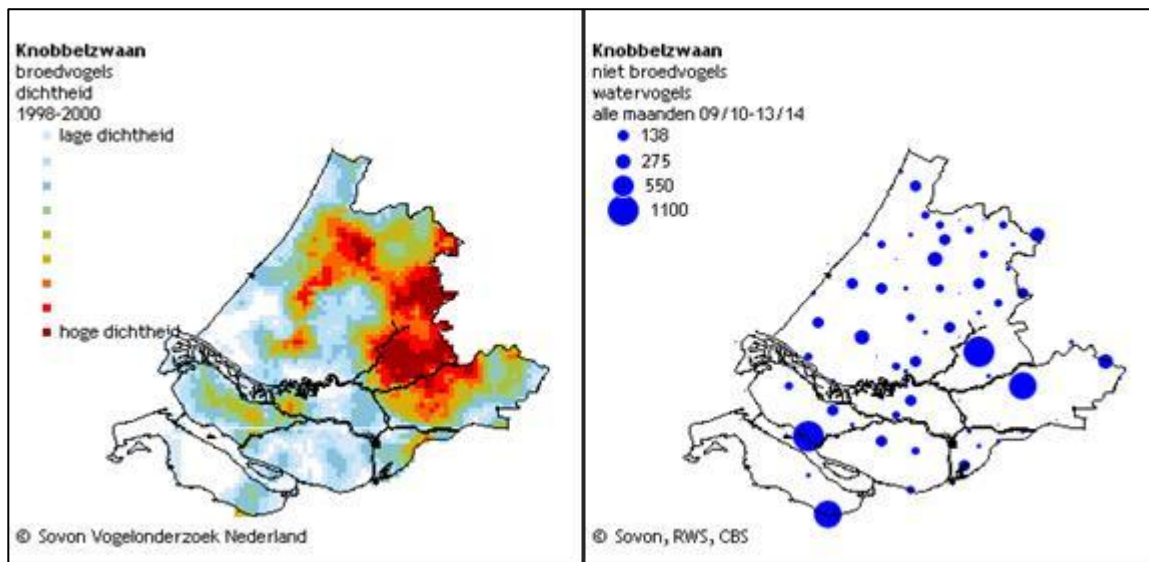 Knobbelzwaan
broedvogels
dichtheid
1998-2000
lage dichtheid
hoge dichtheid
© Sovon Vogelonderzoek Nederland
Knobbelzwaan
niet broedvogels
watervogels
alle maanden 09/10-13/14
138
275
550
1100
© Sovon, RWS, CBS